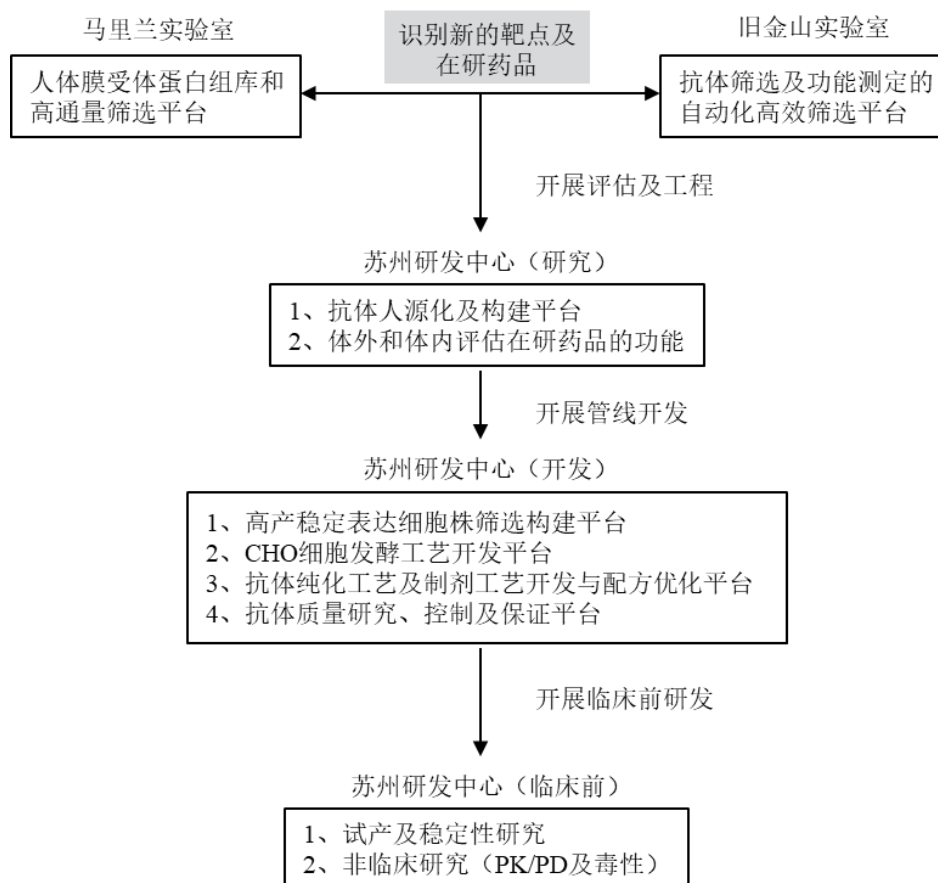 马里兰实验室
识别新的靶点及
在研药品
旧金山实验室
人体膜受体蛋白组库和
高通量筛选平台
抗体筛选及功能测定的
自动化高效筛选平台
开展评估及工程
苏州研发中心（研究）
1、抗体人源化及构建平台
2、体外和体内评估在研药品的功能
开展管线开发
苏州研发中心（开发）
1、高产稳定表达细胞株筛选构建平台
2、CHO细胞发酵工艺开发平台
3、抗体纯化工艺及制剂工艺开发与配方优化平台
4、抗体质量研究、控制及保证平台
开展临床前研发
苏州研发中心（临床前）
1、试产及稳定性研究
2、非临床研究（PK/PD及毒性）